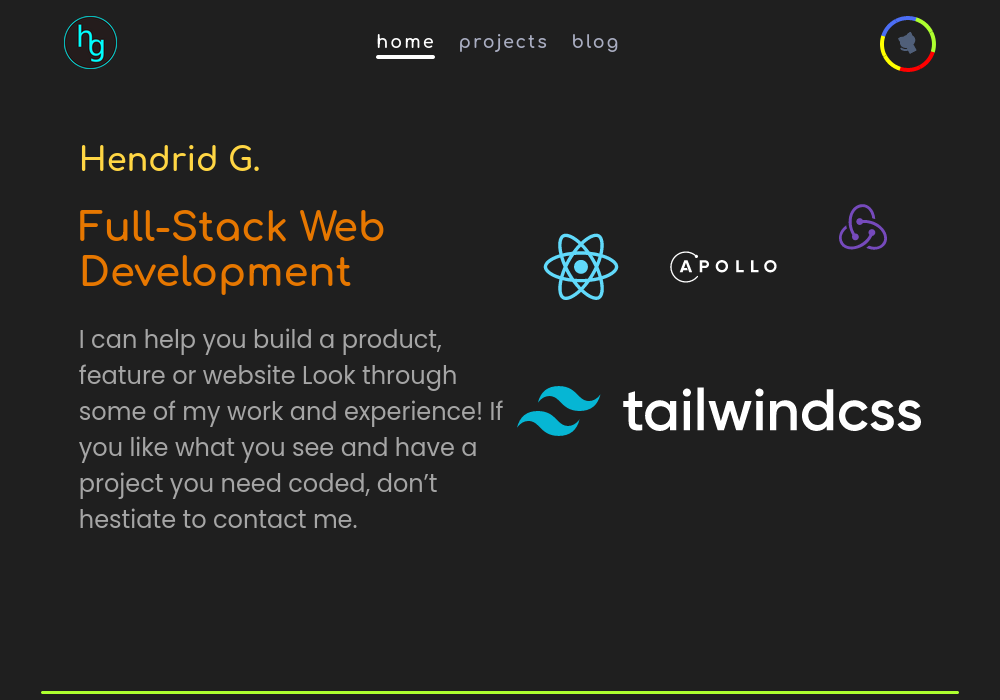 hg
home projects blog
Hendrid G.
Full-Stack Web
Development
APOLLO
I can help you build a product,
feature or website Look through
some of my work and experience! If
you like what you see and have a
project you need coded, don’t
hestiate to contact me.
tailwindcss